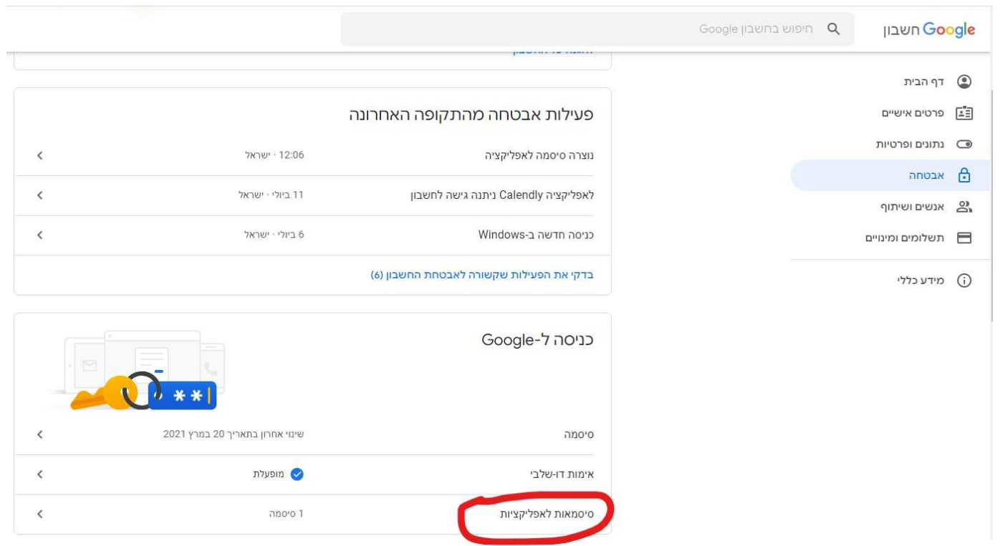 חשבון Google
חיפוש בחשבון Google
דף הבית
פרטים אישיים
נתונים ופרטיות
אבטחה
אנשים ושיתוף
תשלומים ומינויים
מידע כללי
פעילות אבטחה מהתקופה האחרונה
נוצרה סיסמה לאפליקציה 12:06 · ישראל
לאפליקציה Calendly ניתנה גישה לחשבון 11 ביולי · ישראל
כניסה חדשה ב-Windows 6 ביולי · ישראל
בדקי את הפעילות שקשורה לאבטחת החשבון (6)
כניסה ל-Google
**
סיסמה שינוי אחרון בתאריך 20 במרץ 2021
אימות דו-שלבי מופעלת
סיסמאות לאפליקציות 1 סיסמה